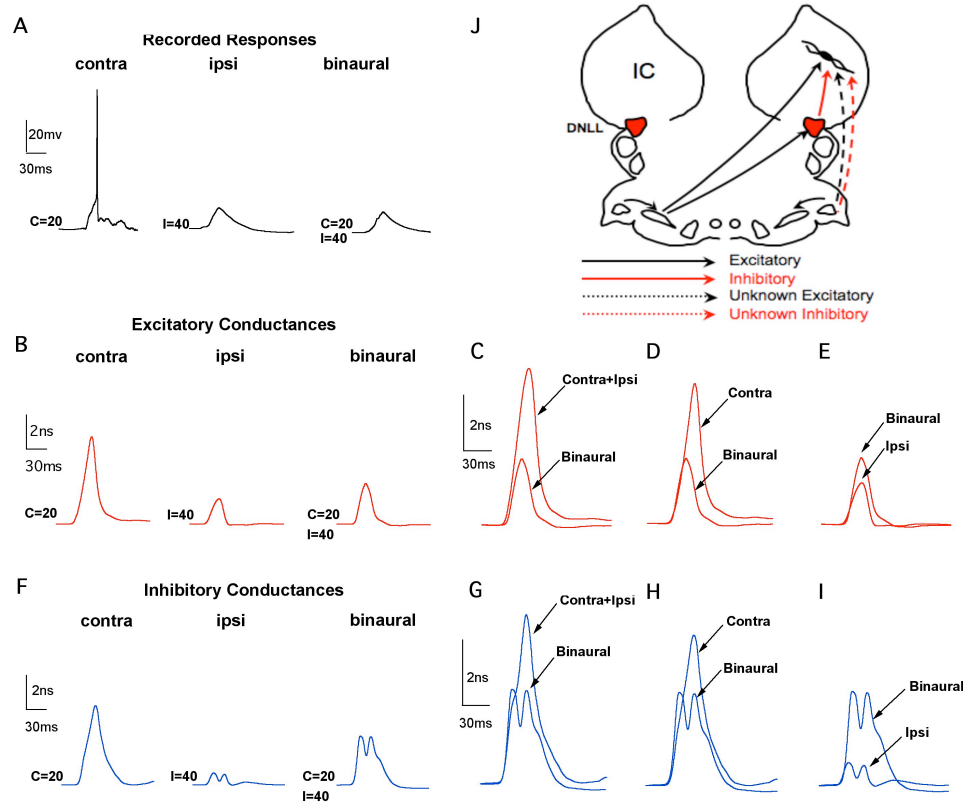 A
Recorded Responses
contra
ipsi
binaural
20mv
30ms
C=20
I=40
C=20
I=40
J
IC
DNLL
Excitatory
Inhibitory
Unknown Excitatory
Unknown Inhibitory
Excitatory Conductances
B
contra
ipsi
binaural
2ns
30ms
C=20
I=40
C=20
I=40
C
Contra+Ipsi
Binaural
2ns
30ms
D
Contra
Binaural
E
Binaural
Ipsi
F
Inhibitory Conductances
contra
ipsi
binaural
2ns
30ms
C=20
I=40
C=20
I=40
G
Contra+Ipsi
Binaural
2ns
30ms
H
Contra
Binaural
I
Binaural
Ipsi